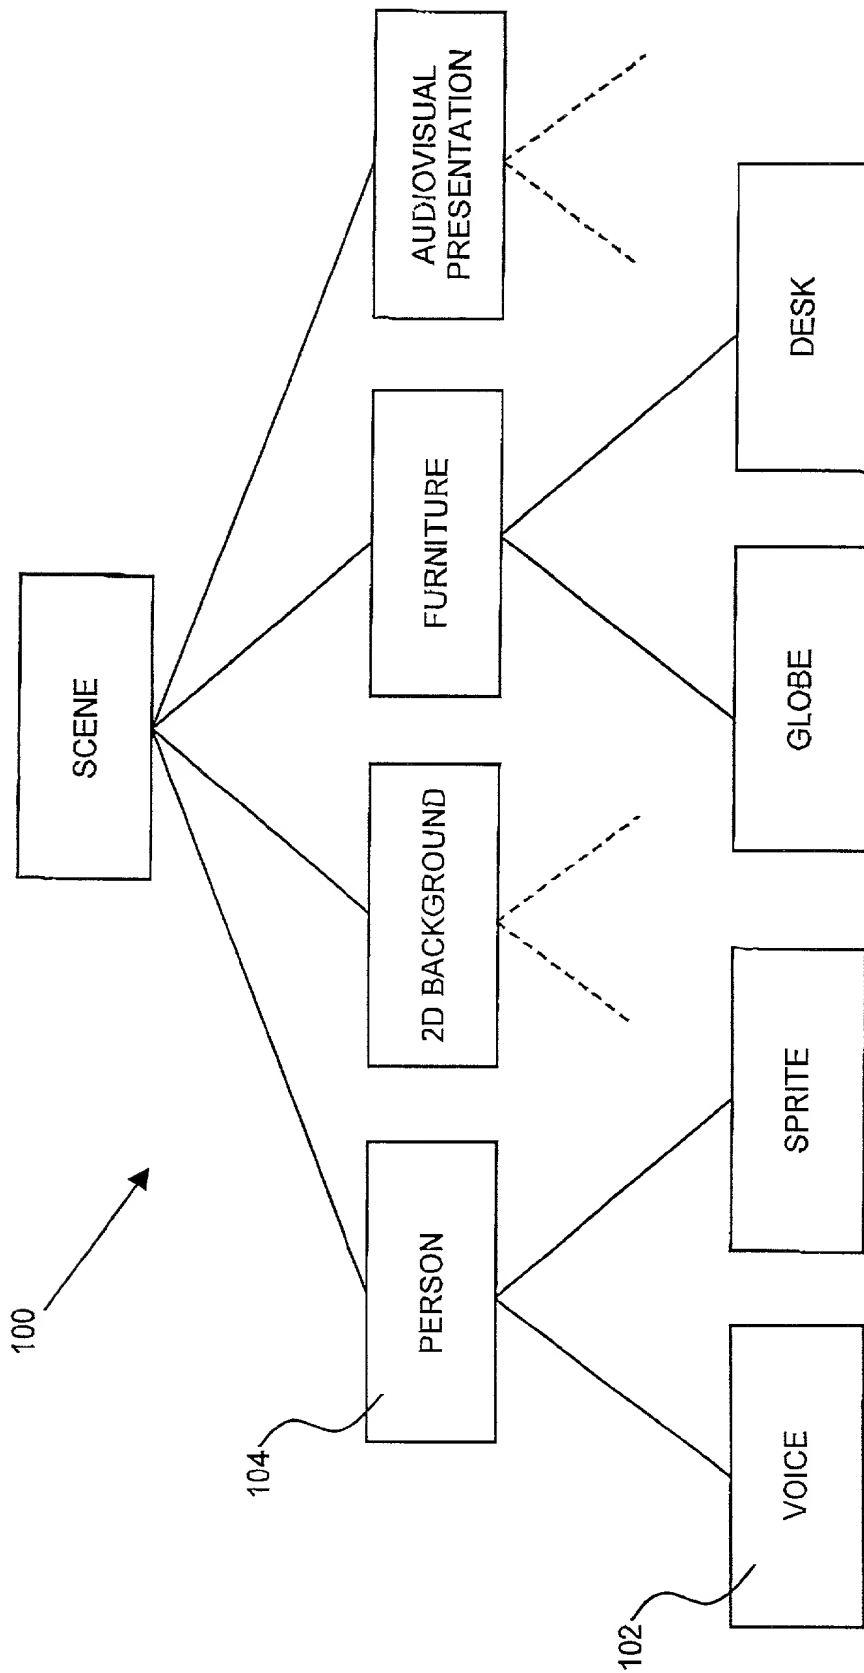 100
SCENE
104
PERSON
2D BACKGROUND
FURNITURE
AUDIOVISUAL
PRESENTATION
102
VOICE
SPRITE
GLOBE
DESK